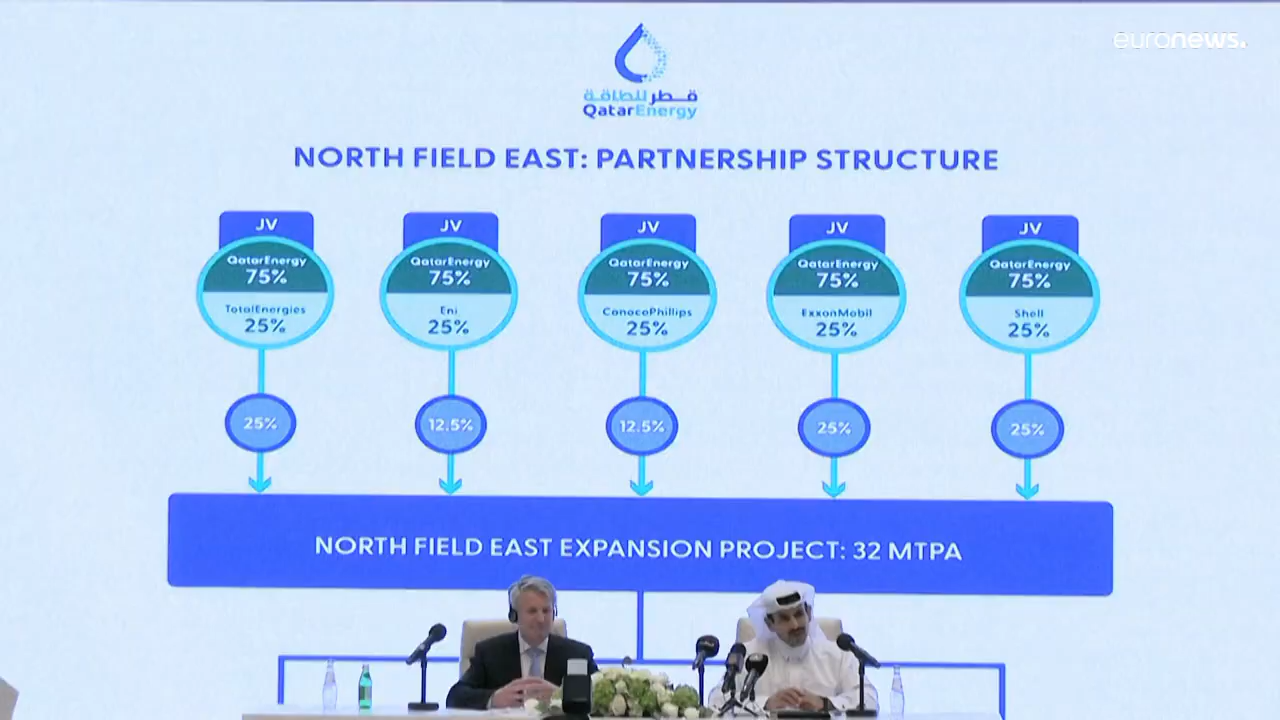 euronews.
قطر للطاقة
QatarEnergy
NORTH FIELD EAST: PARTNERSHIP STRUCTURE
JV
QatarEnergy
75%
TotalEnergies
25%
25%
JV
QatarEnergy
75%
Eni
25%
12.5%
JV
QatarEnergy
75%
ConocoPhillips
25%
12.5%
JV
QatarEnergy
75%
ExxonMobil
25%
25%
JV
QatarEnergy
75%
Shell
25%
25%
NORTH FIELD EAST EXPANSION PROJECT: 32 MTPA